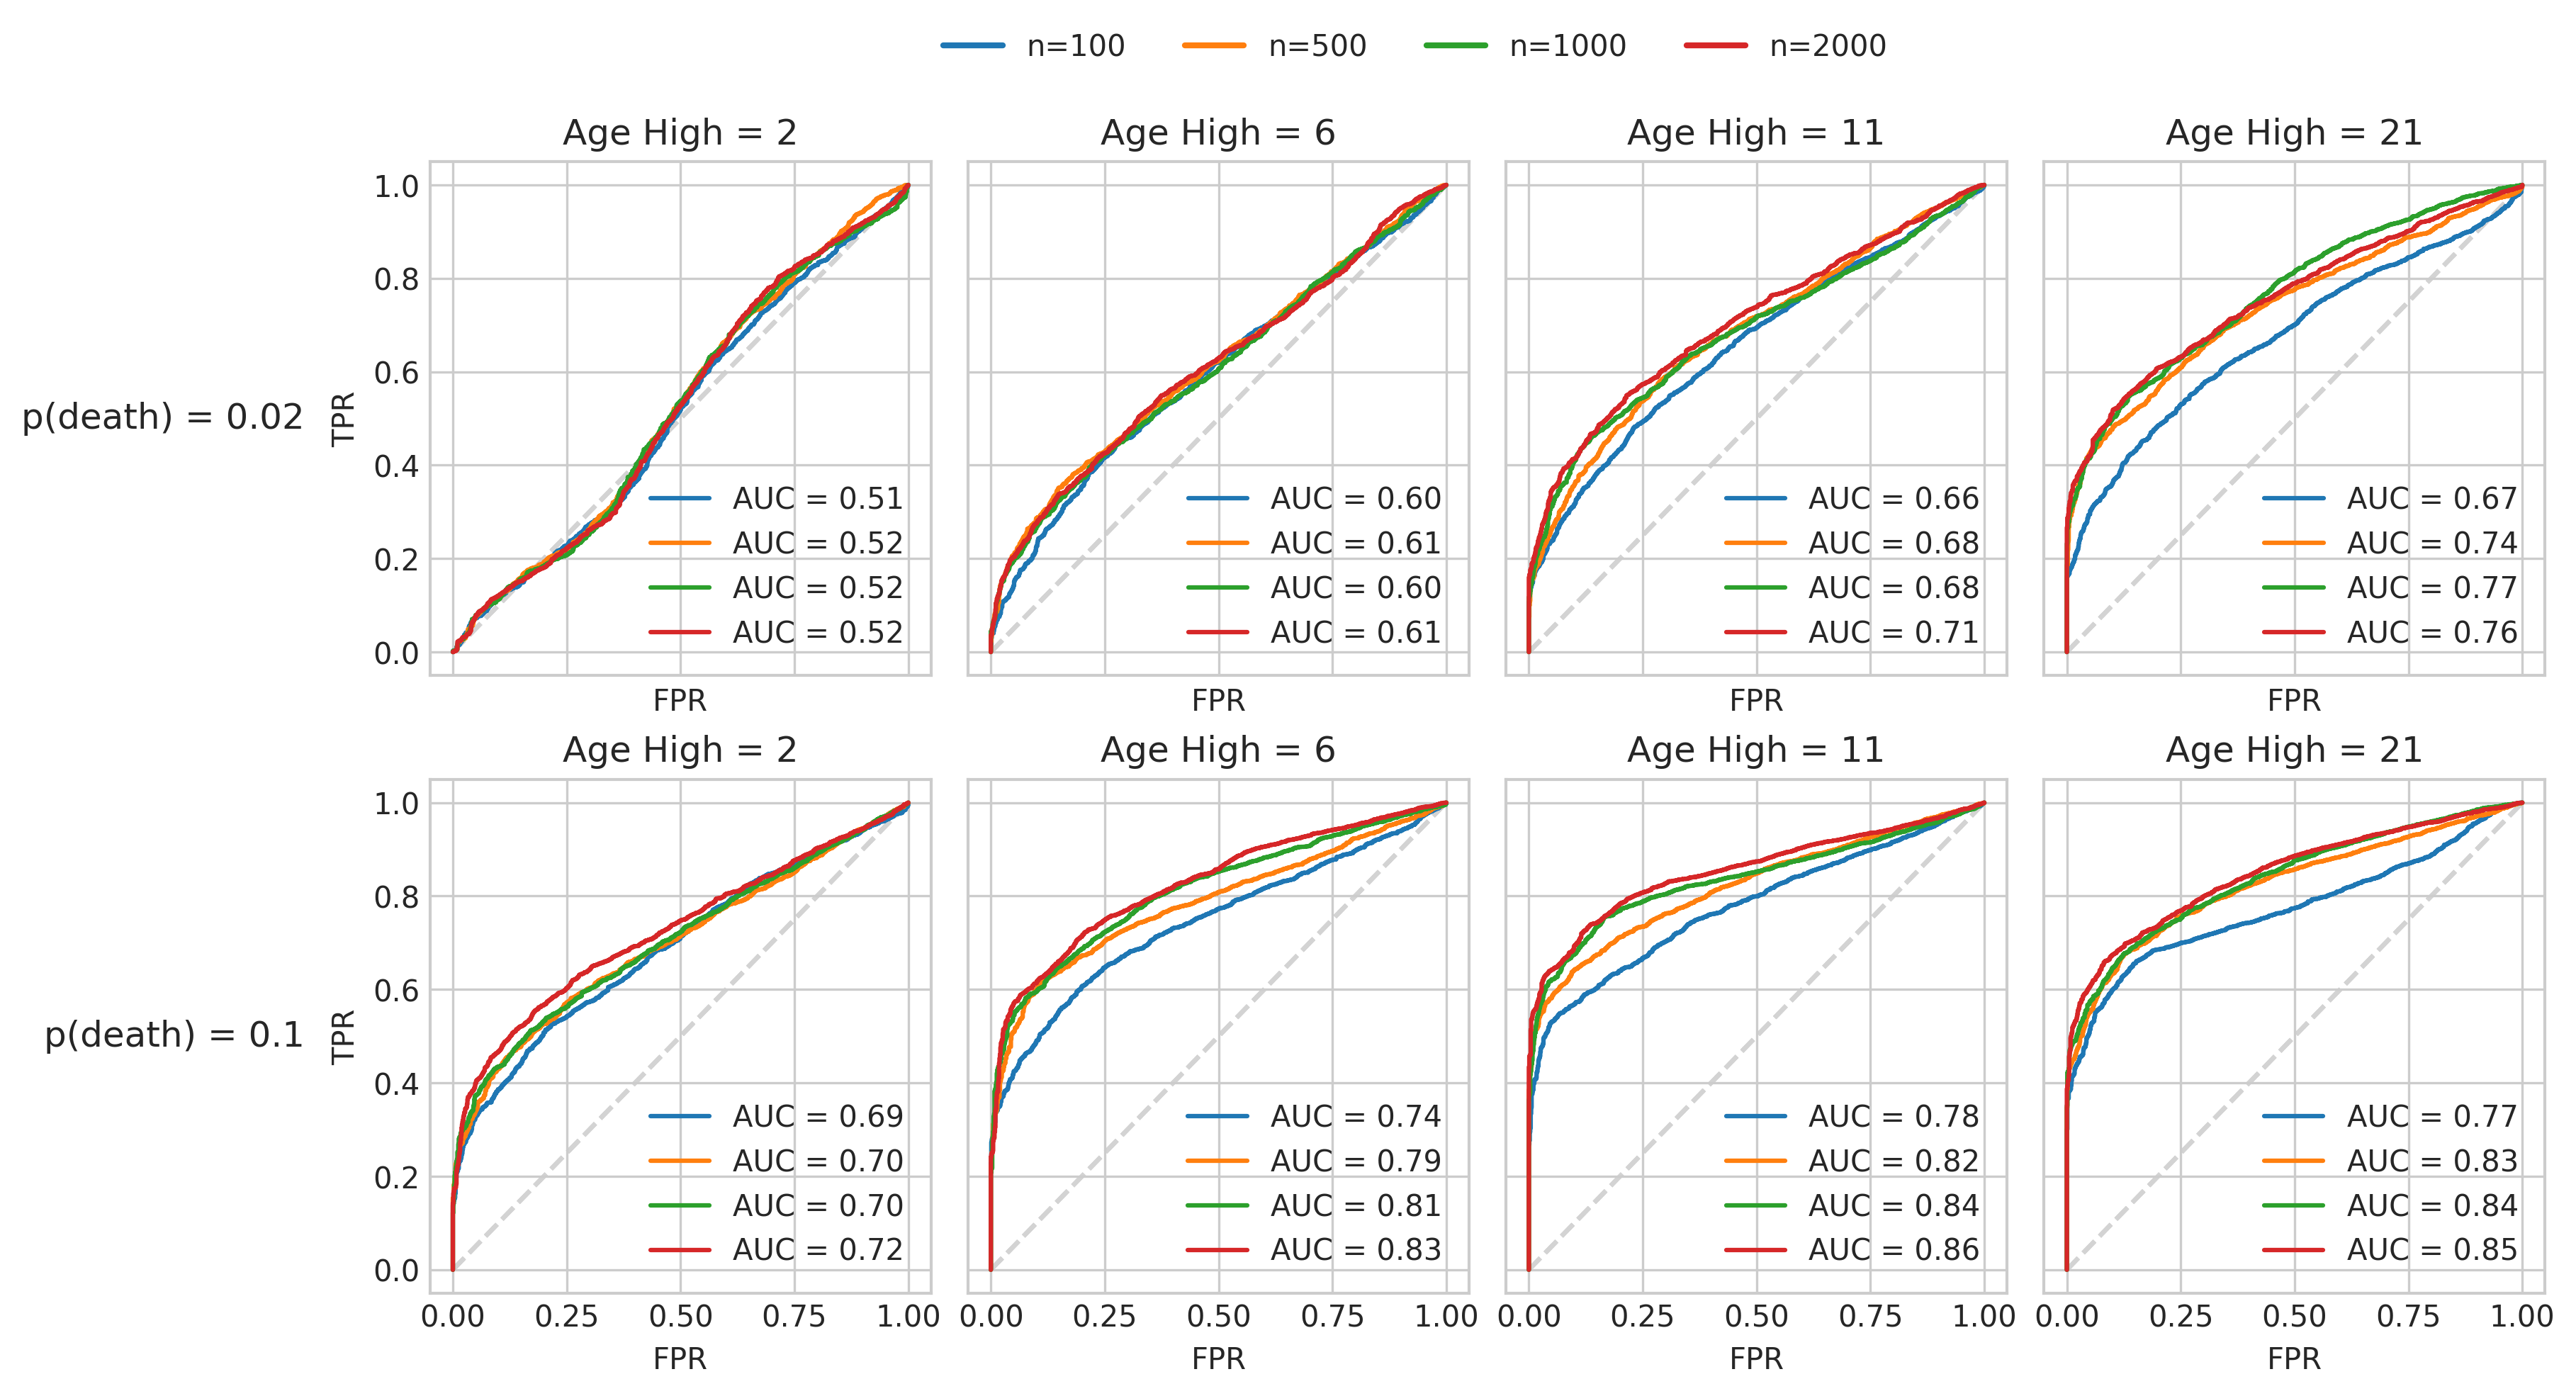 n=100 n=500 n=1000 n=2000
Age High = 2 Age High = 6 Age High = 11 Age High = 21
p(death) = 0.02
TPR
1.0
0.8
0.6
0.4
0.2
0.0
AUC = 0.51
AUC = 0.52
AUC = 0.52
AUC = 0.52
AUC = 0.60
AUC = 0.61
AUC = 0.60
AUC = 0.61
AUC = 0.66
AUC = 0.68
AUC = 0.68
AUC = 0.71
AUC = 0.67
AUC = 0.74
AUC = 0.77
AUC = 0.76
FPR FPR FPR FPR
Age High = 2 Age High = 6 Age High = 11 Age High = 21
p(death) = 0.1
TPR
1.0
0.8
0.6
0.4
0.2
0.0
AUC = 0.69
AUC = 0.70
AUC = 0.70
AUC = 0.72
AUC = 0.74
AUC = 0.79
AUC = 0.81
AUC = 0.83
AUC = 0.78
AUC = 0.82
AUC = 0.84
AUC = 0.86
AUC = 0.77
AUC = 0.83
AUC = 0.84
AUC = 0.85
0.00 0.25 0.50 0.75 1.00 0.00 0.25 0.50 0.75 1.00 0.00 0.25 0.50 0.75 1.00 0.00 0.25 0.50 0.75 1.00
FPR FPR FPR FPR